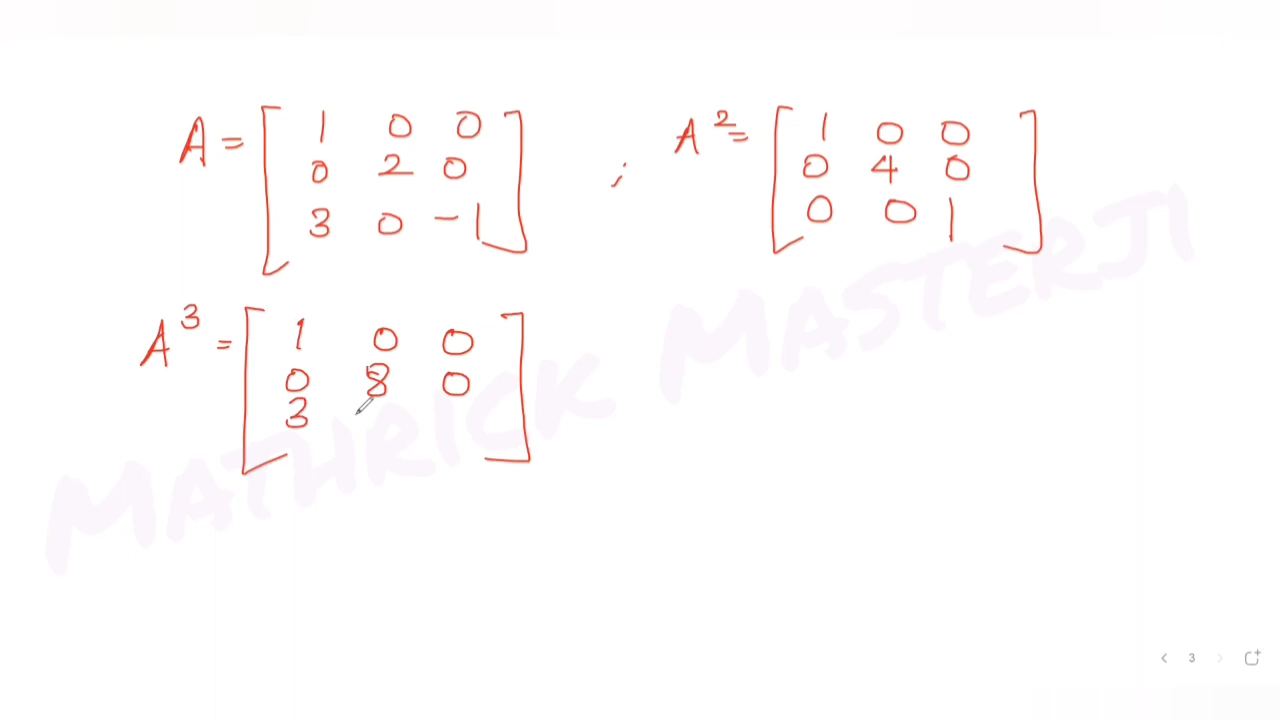 A = [ 1 0 0 ; A² = [ 1 0 0
0 2 0 0 4 0
3 0 -1 ] 0 0 1 ]
A³ = [ 1 0 0
0 8 0
3 ]
MATHRICK MASTERJI
< 3 >